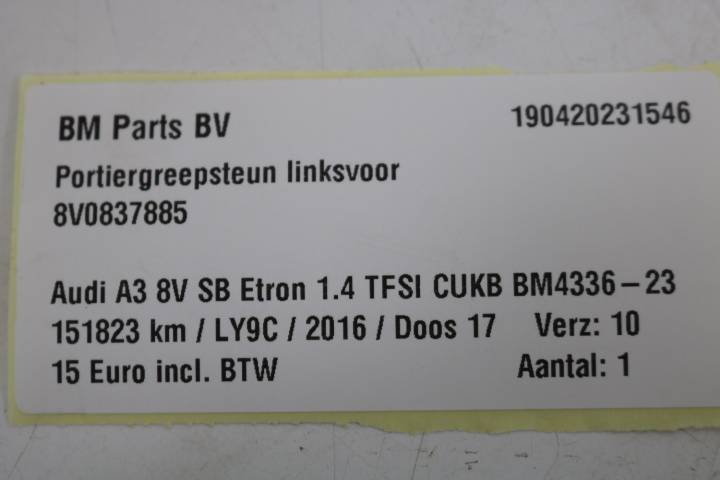 BM Parts BV 190420231546
Portiergreepsteun linksvoor
8V0837885
Audi A3 8V SB Etron 1.4 TFSI CUKB BM4336-23
151823 km / LY9C / 2016 / Doos 17 Verz: 10
15 Euro incl. BTW Aantal: 1